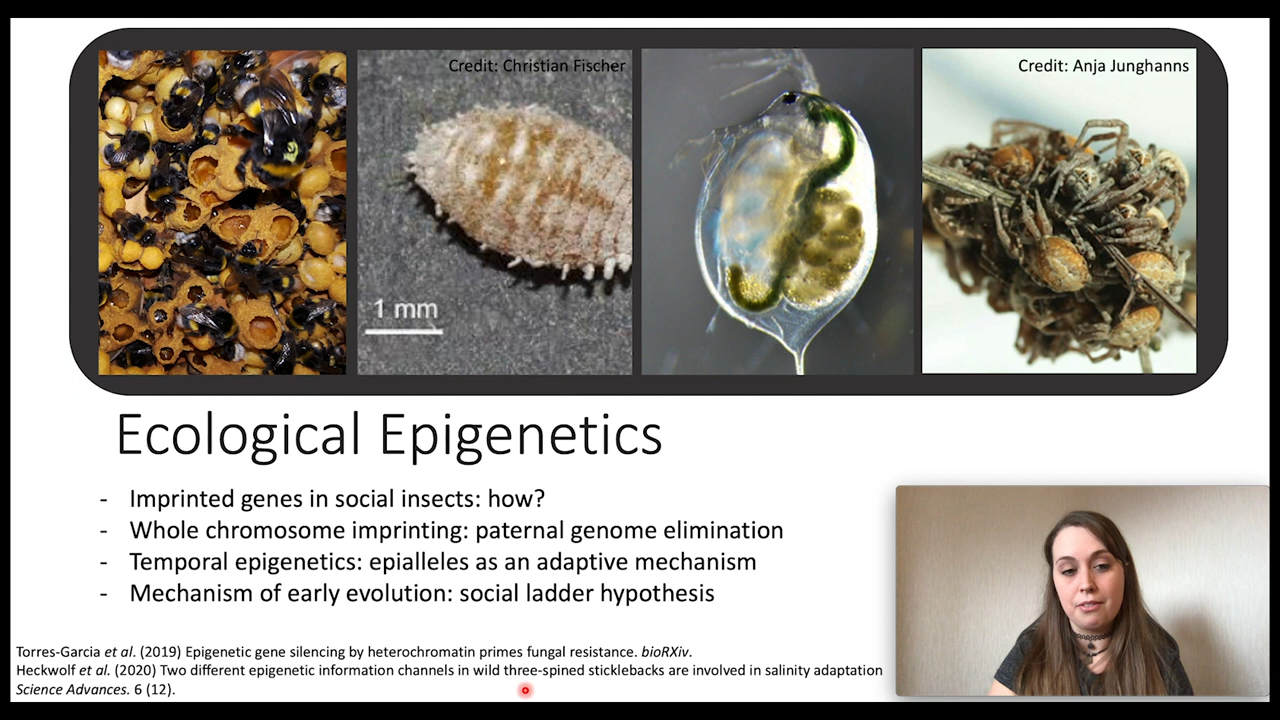 Credit: Christian Fischer
Credit: Anja Junghanns
1 mm
Ecological Epigenetics
- Imprinted genes in social insects: how?
- Whole chromosome imprinting: paternal genome elimination
- Temporal epigenetics: epialleles as an adaptive mechanism
- Mechanism of early evolution: social ladder hypothesis
Torres-Garcia et al. (2019) Epigenetic gene silencing by heterochromatin primes fungal resistance. bioRXiv.
Heckwolf et al. (2020) Two different epigenetic information channels in wild three-spined sticklebacks are involved in salinity adaptation
Science Advances. 6 (12).